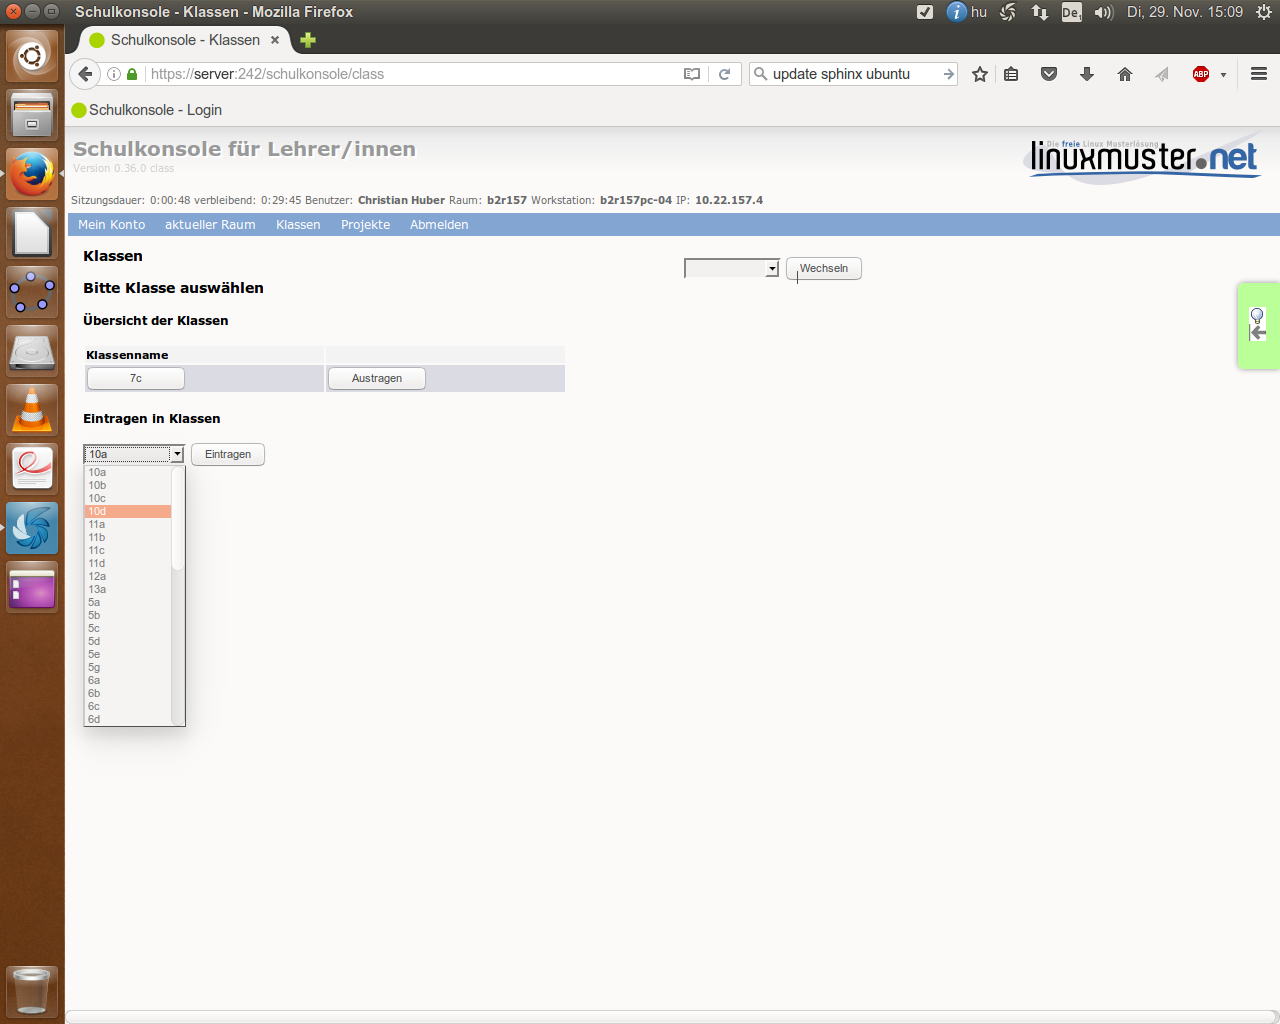 Schulkonsole - Klassen - Mozilla Firefox
hu
De1
Di, 29. Nov. 15:09
Schulkonsole - Klassen
https://server:242/schulkonsole/class
update sphinx ubuntu
ABP
Schulkonsole - Login
Schulkonsole für Lehrer/innen
Version 0.36.0 class
Die freie Linux Musterlösung
linuxmuster.net
Sitzungsdauer: 0:00:48 verbleibend: 0:29:45 Benutzer: Christian Huber Raum: b2r157 Workstation: b2r157pc-04 IP: 10.22.157.4
Mein Konto aktueller Raum Klassen Projekte Abmelden
Klassen
Wechseln
Bitte Klasse auswählen
Übersicht der Klassen
Klassenname
7c Austragen
Eintragen in Klassen
10a Eintragen
10a
10b
10c
10d
11a
11b
11c
11d
12a
13a
5a
5b
5c
5d
5e
5g
6a
6b
6c
6d